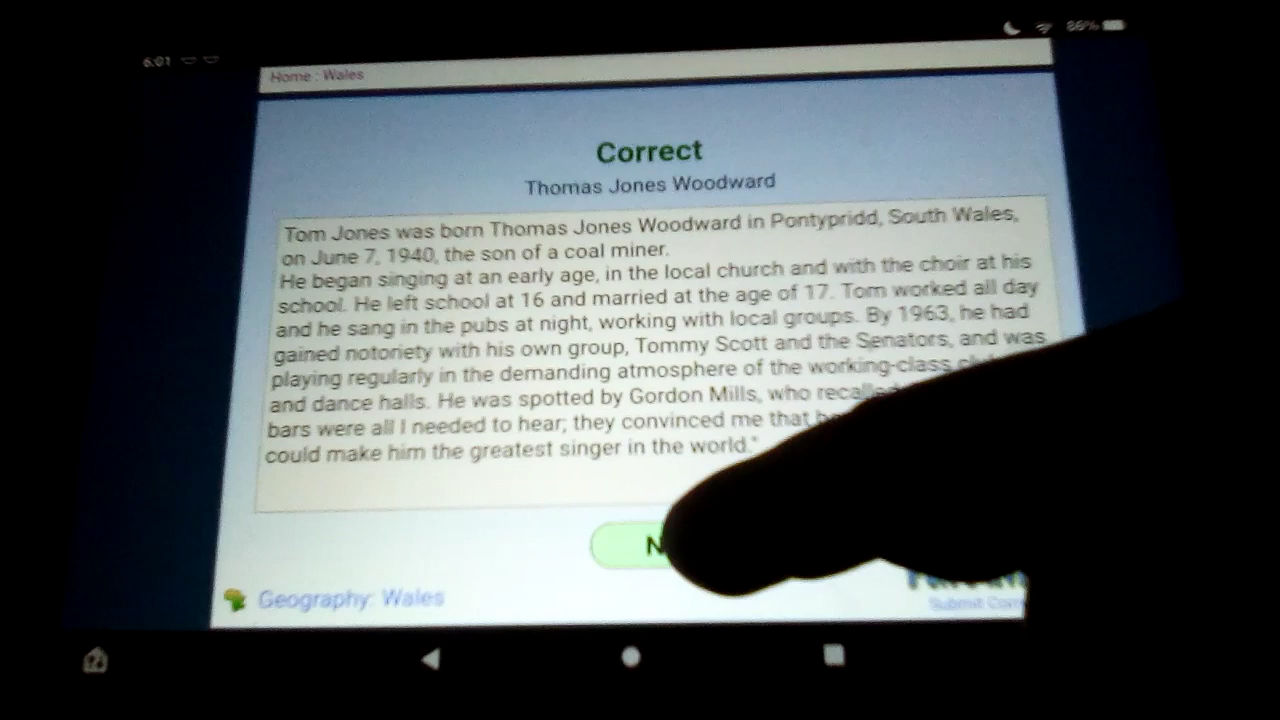 6:01
86%
Home : Wales
Correct
Thomas Jones Woodward
Tom Jones was born Thomas Jones Woodward in Pontypridd, South Wales,
on June 7, 1940, the son of a coal miner.
He began singing at an early age, in the local church and with the choir at his
school. He left school at 16 and married at the age of 17. Tom worked all day
and he sang in the pubs at night, working with local groups. By 1963, he had
gained notoriety with his own group, Tommy Scott and the Senators, and was
playing regularly in the demanding atmosphere of the working-class
and dance halls. He was spotted by Gordon Mills, who recalled
bars were all I needed to hear; they convinced me that
could make him the greatest singer in the world."
Geography: Wales
Submit